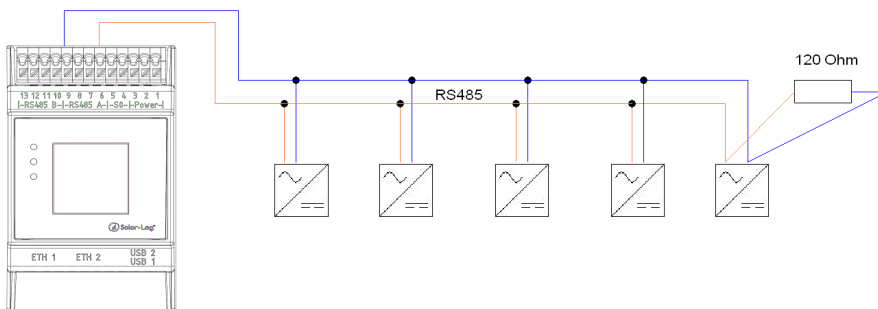 120 Ohm
RS485
13 12 11 10 9 8 7 6 5 4 3 2 1
|-RS485 B-|-RS485 A-|-S0-|-Power-|
Solar-Log™
ETH 1 ETH 2 USB 2
USB 1